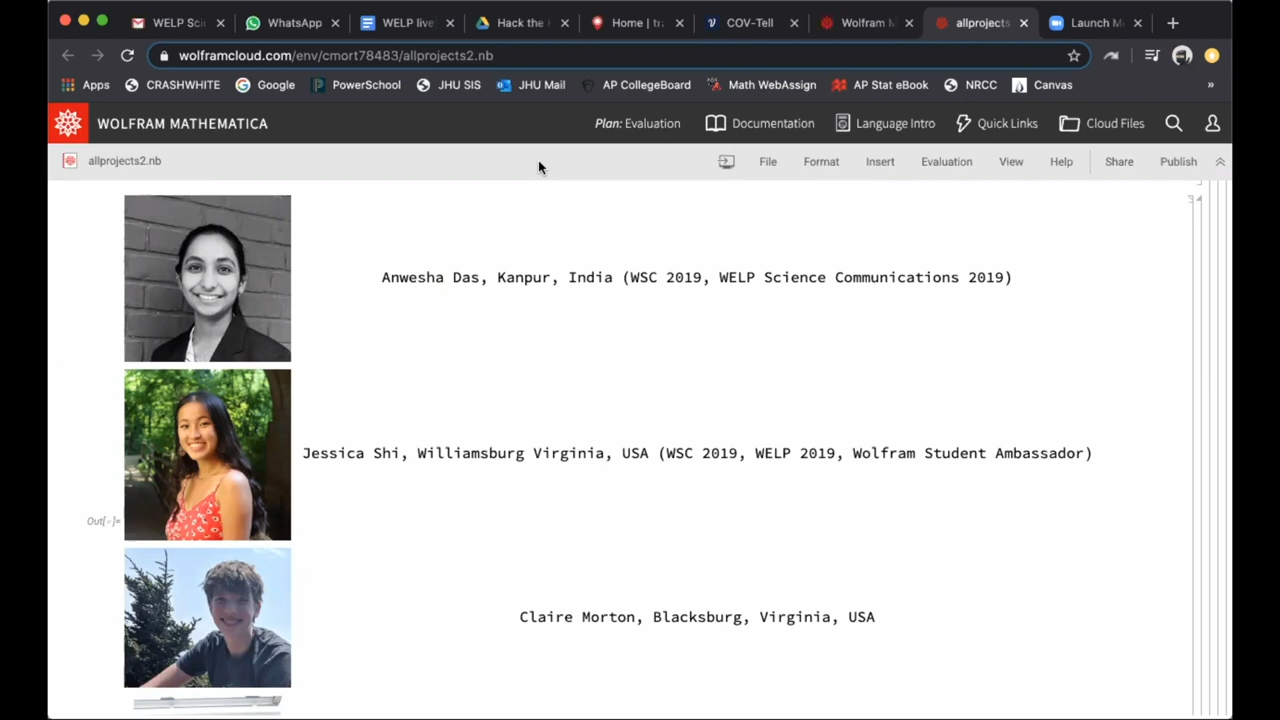 WELP Sci
WhatsApp
WELP live
Hack the
Home | tr
COV-Tell
Wolfram M
allprojects
Launch M
wolframcloud.com/env/cmort78483/allprojects2.nb
Apps
CRASHWHITE
Google
PowerSchool
JHU SIS
JHU Mail
AP CollegeBoard
Math WebAssign
AP Stat eBook
NRCC
Canvas
»
WOLFRAM MATHEMATICA
Plan: Evaluation
Documentation
Language Intro
Quick Links
Cloud Files
allprojects2.nb
File
Format
Insert
Evaluation
View
Help
Share
Publish
Anwesha Das, Kanpur, India (WSC 2019, WELP Science Communications 2019)
Jessica Shi, Williamsburg Virginia, USA (WSC 2019, WELP 2019, Wolfram Student Ambassador)
Out[ ]=
Claire Morton, Blacksburg, Virginia, USA